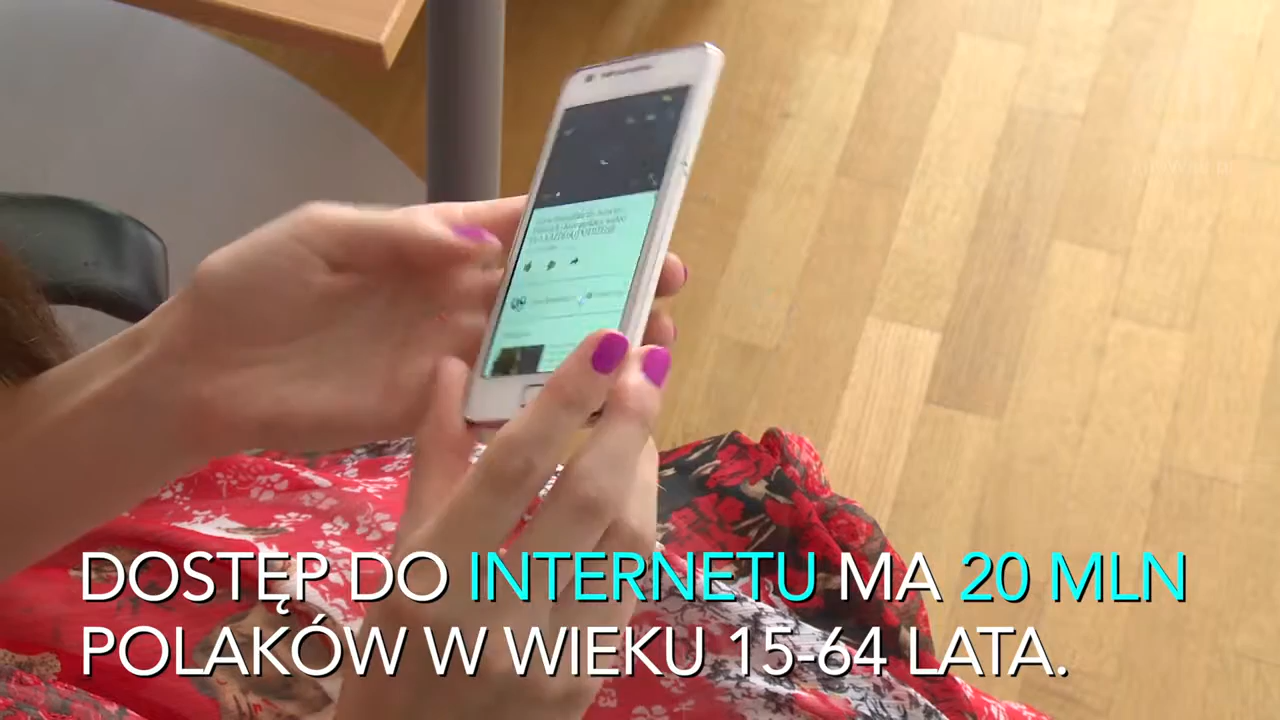 DOSTĘP DO INTERNETU MA 20 MLN
POLAKÓW W WIEKU 15-64 LATA.